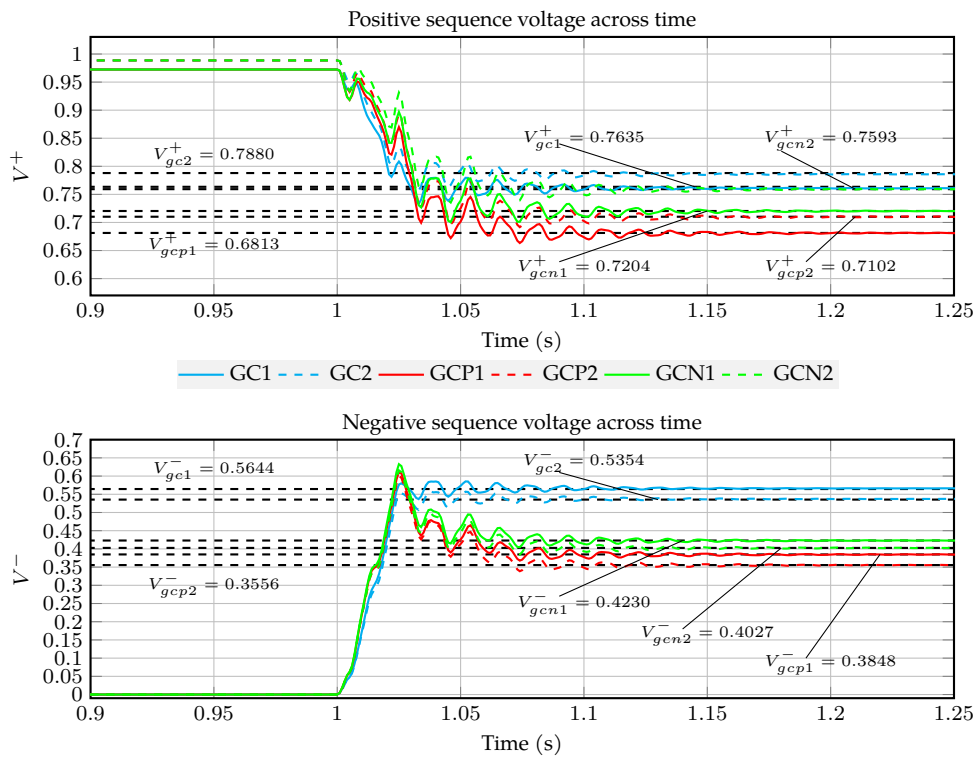 Positive sequence voltage across time
1
0.95
0.9
0.85
0.8
0.75
0.7
0.65
0.6
V⁺
V⁺gc2 = 0.7880
V⁺gc1 = 0.7635
V⁺gcn2 = 0.7593
V⁺gcp1 = 0.6813
V⁺gcn1 = 0.7204
V⁺gcp2 = 0.7102
0.9 0.95 1 1.05 1.1 1.15 1.2 1.25
Time (s)
GC1 GC2 GCP1 GCP2 GCN1 GCN2
Negative sequence voltage across time
0.7
0.65
0.6
0.55
0.5
0.45
0.4
0.35
0.3
0.25
0.2
0.15
0.1
0.05
0
V⁻
V⁻gc1 = 0.5644
V⁻gc2 = 0.5354
V⁻gcp2 = 0.3556
V⁻gcn1 = 0.4230
V⁻gcn2 = 0.4027
V⁻gcp1 = 0.3848
0.9 0.95 1 1.05 1.1 1.15 1.2 1.25
Time (s)